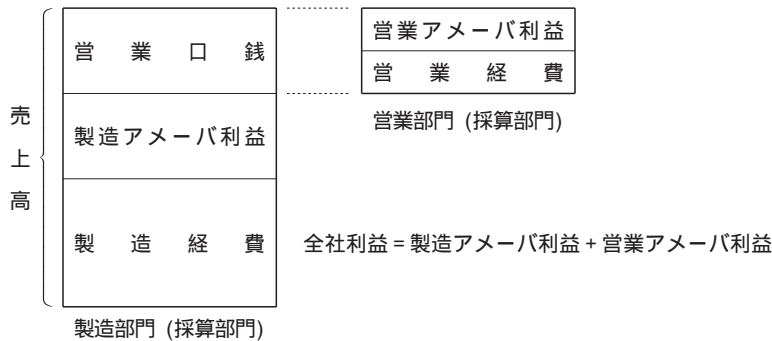 営業口銭
製造アメーバ利益
製造経費
売上高
製造部門 (採算部門)
営業アメーバ利益
営業経費
営業部門 (採算部門)
全社利益 = 製造アメーバ利益 + 営業アメーバ利益